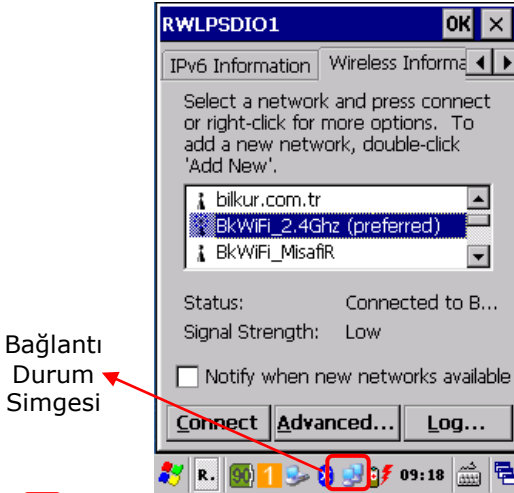 RWLPSDIO1 OK ×
IPv6 Information Wireless Informa
Select a network and press connect
or right-click for more options. To
add a new network, double-click
'Add New'.
bilkur.com.tr
BkWiFi_2.4Ghz (preferred)
BkWiFi_MisafiR
Status: Connected to B...
Signal Strength: Low
Notify when new networks available
Connect Advanced... Log...
R. 90 1 09:18
Bağlantı
Durum
Simgesi